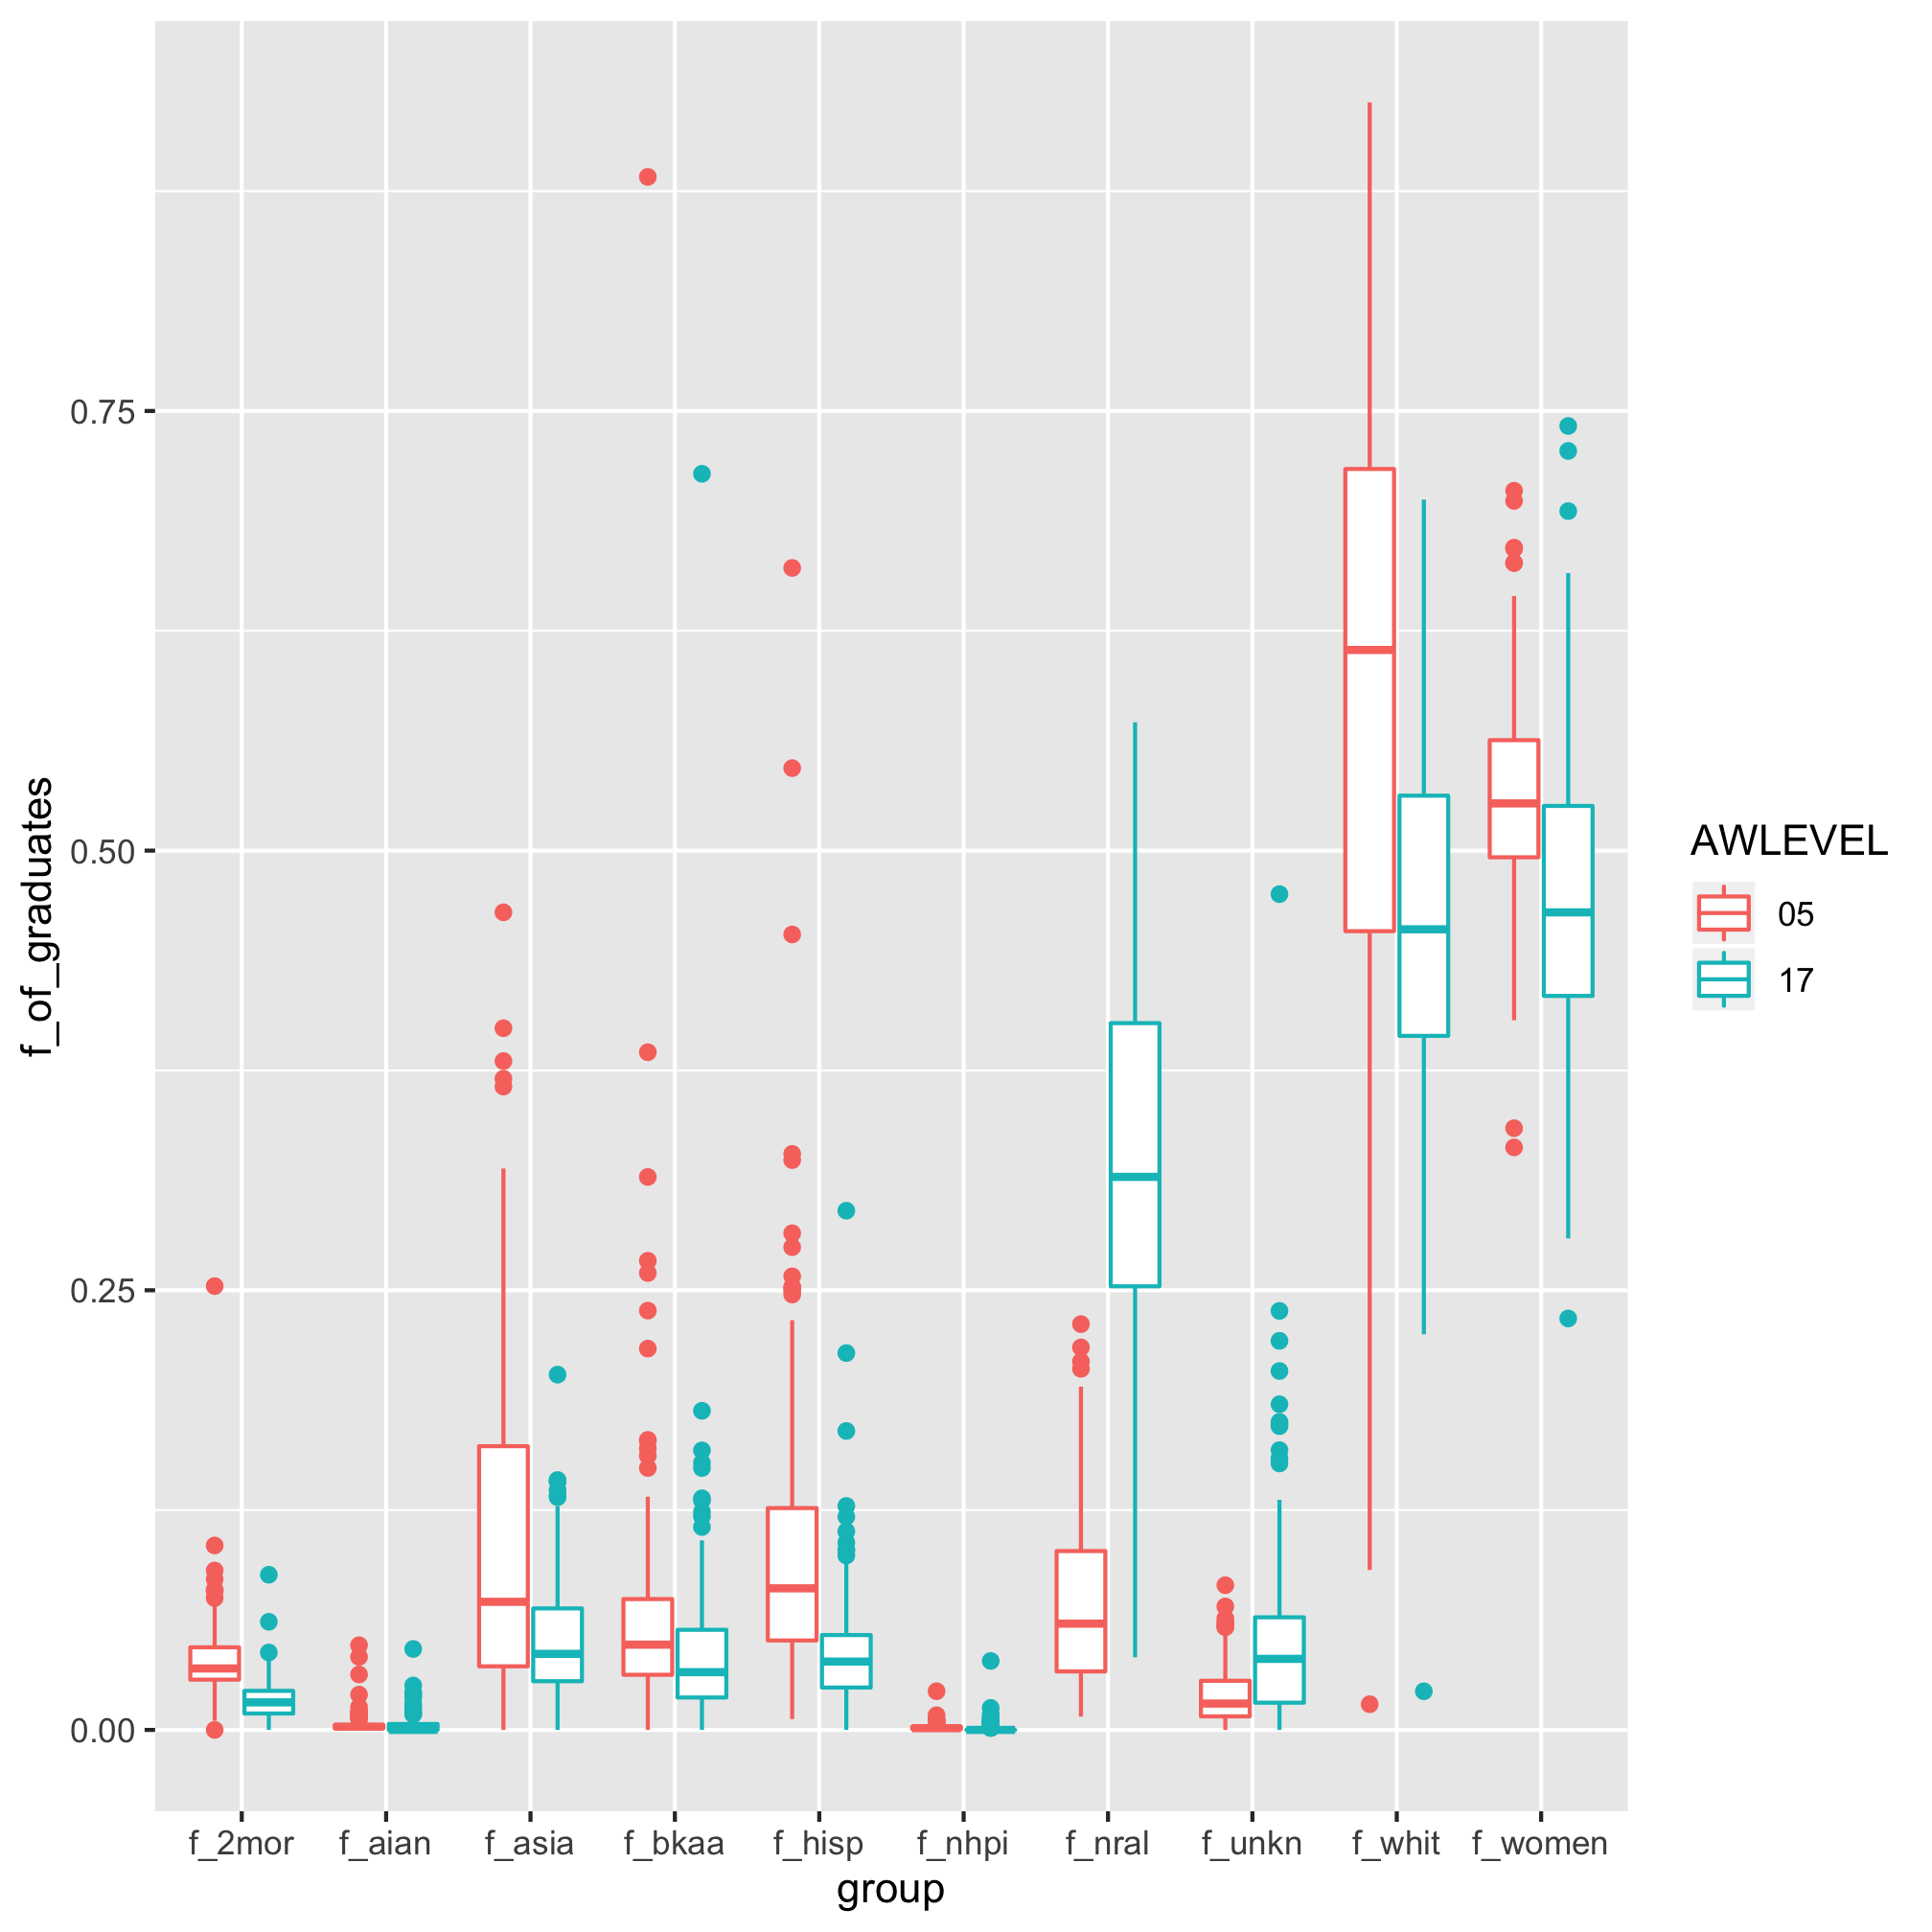 f_of_graduates
0.75
0.50
0.25
0.00
f_2mor f_aian f_asia f_bkaa f_hisp f_nhpi f_nral f_unkn f_whit f_women
group
AWLEVEL
05
17